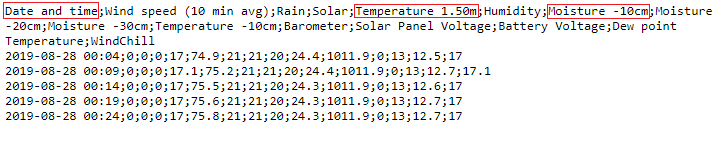 Date and time;Wind speed (10 min avg);Rain;Solar;Temperature 1.50m;Humidity;Moisture -10cm;Moisture
-20cm;Moisture -30cm;Temperature -10cm;Barometer;Solar Panel Voltage;Battery Voltage;Dew point
Temperature;WindChill
2019-08-28 00:04;0;0;0;17;74.9;21;21;20;24.4;1011.9;0;13;12.5;17
2019-08-28 00:09;0;0;0;17.1;75.2;21;21;20;24.4;1011.9;0;13;12.7;17.1
2019-08-28 00:14;0;0;0;17;75.5;21;21;20;24.3;1011.9;0;13;12.6;17
2019-08-28 00:19;0;0;0;17;75.6;21;21;20;24.3;1011.9;0;13;12.7;17
2019-08-28 00:24;0;0;0;17;75.8;21;21;20;24.3;1011.9;0;13;12.7;17